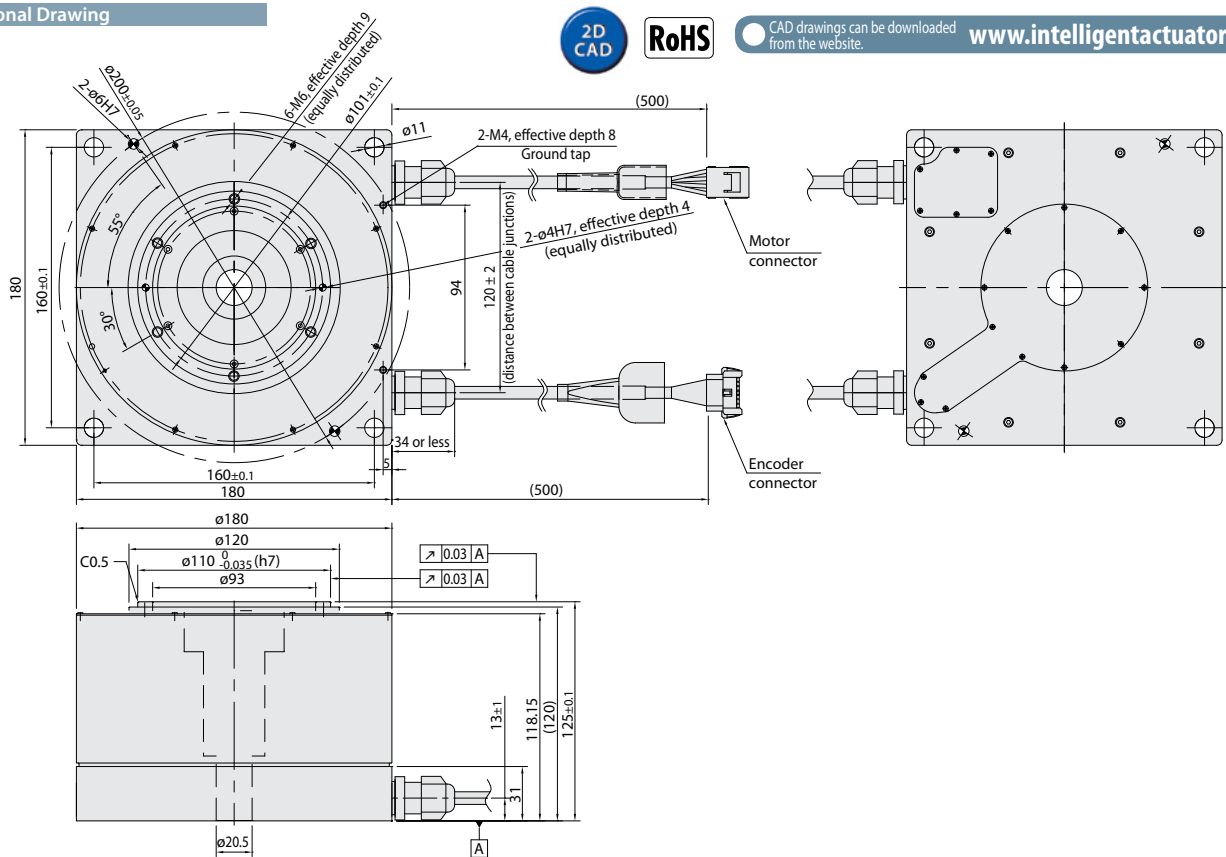 onal Drawing
2D
CAD
RoHS
CAD drawings can be downloaded
from the website.
www.intelligentactuator
2-ø6H7
ø200±0.05
6-M6, effective depth 9
(equally distributed)
ø101±0.1
ø11
(500)
2-M4, effective depth 8
Ground tap
2-ø4H7, effective depth 4
(equally distributed)
Motor
connector
180
160±0.1
55°
30°
94
120 ± 2
(distance between cable junctions)
34 or less
5
160±0.1
180
(500)
Encoder
connector
ø180
ø120
C0.5
ø110 0 -0.035 (h7)
ø93
↗ 0.03 A
↗ 0.03 A
13±1
118.15
(120)
125±0.1
31
ø20.5
A